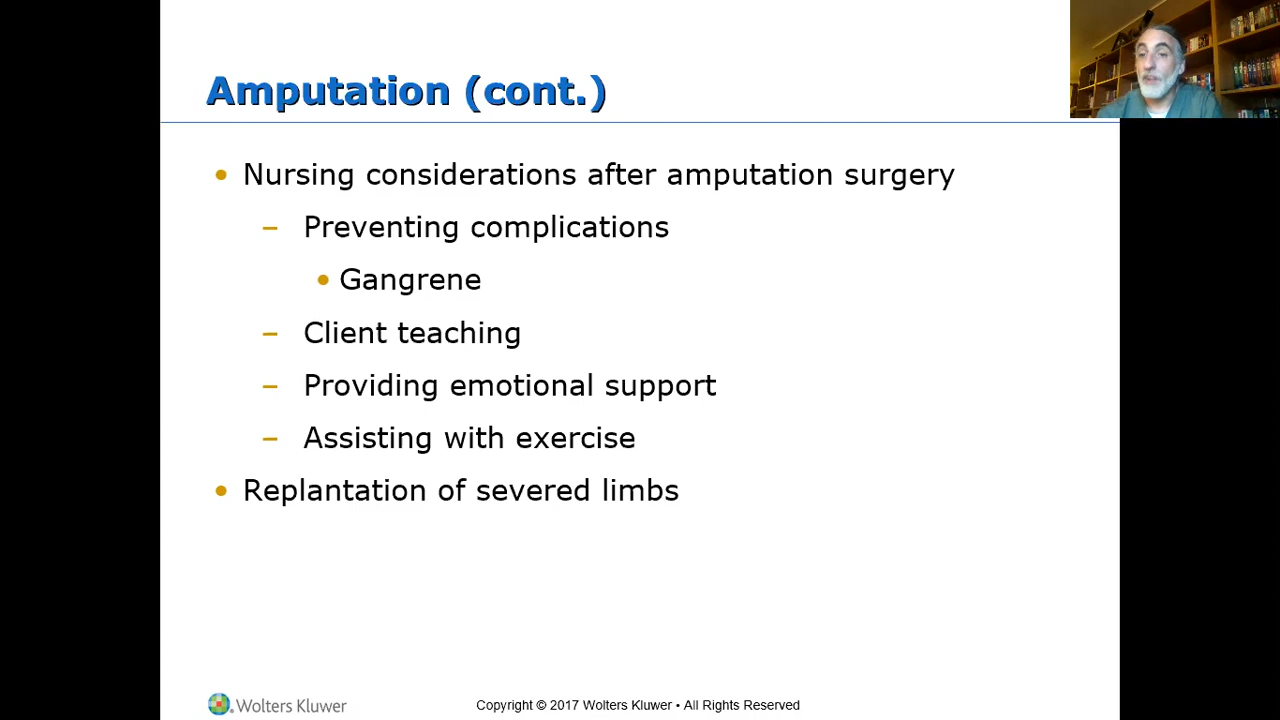 Amputation (cont.)
• Nursing considerations after amputation surgery
– Preventing complications
• Gangrene
– Client teaching
– Providing emotional support
– Assisting with exercise
• Replantation of severed limbs
Wolters Kluwer
Copyright © 2017 Wolters Kluwer • All Rights Reserved